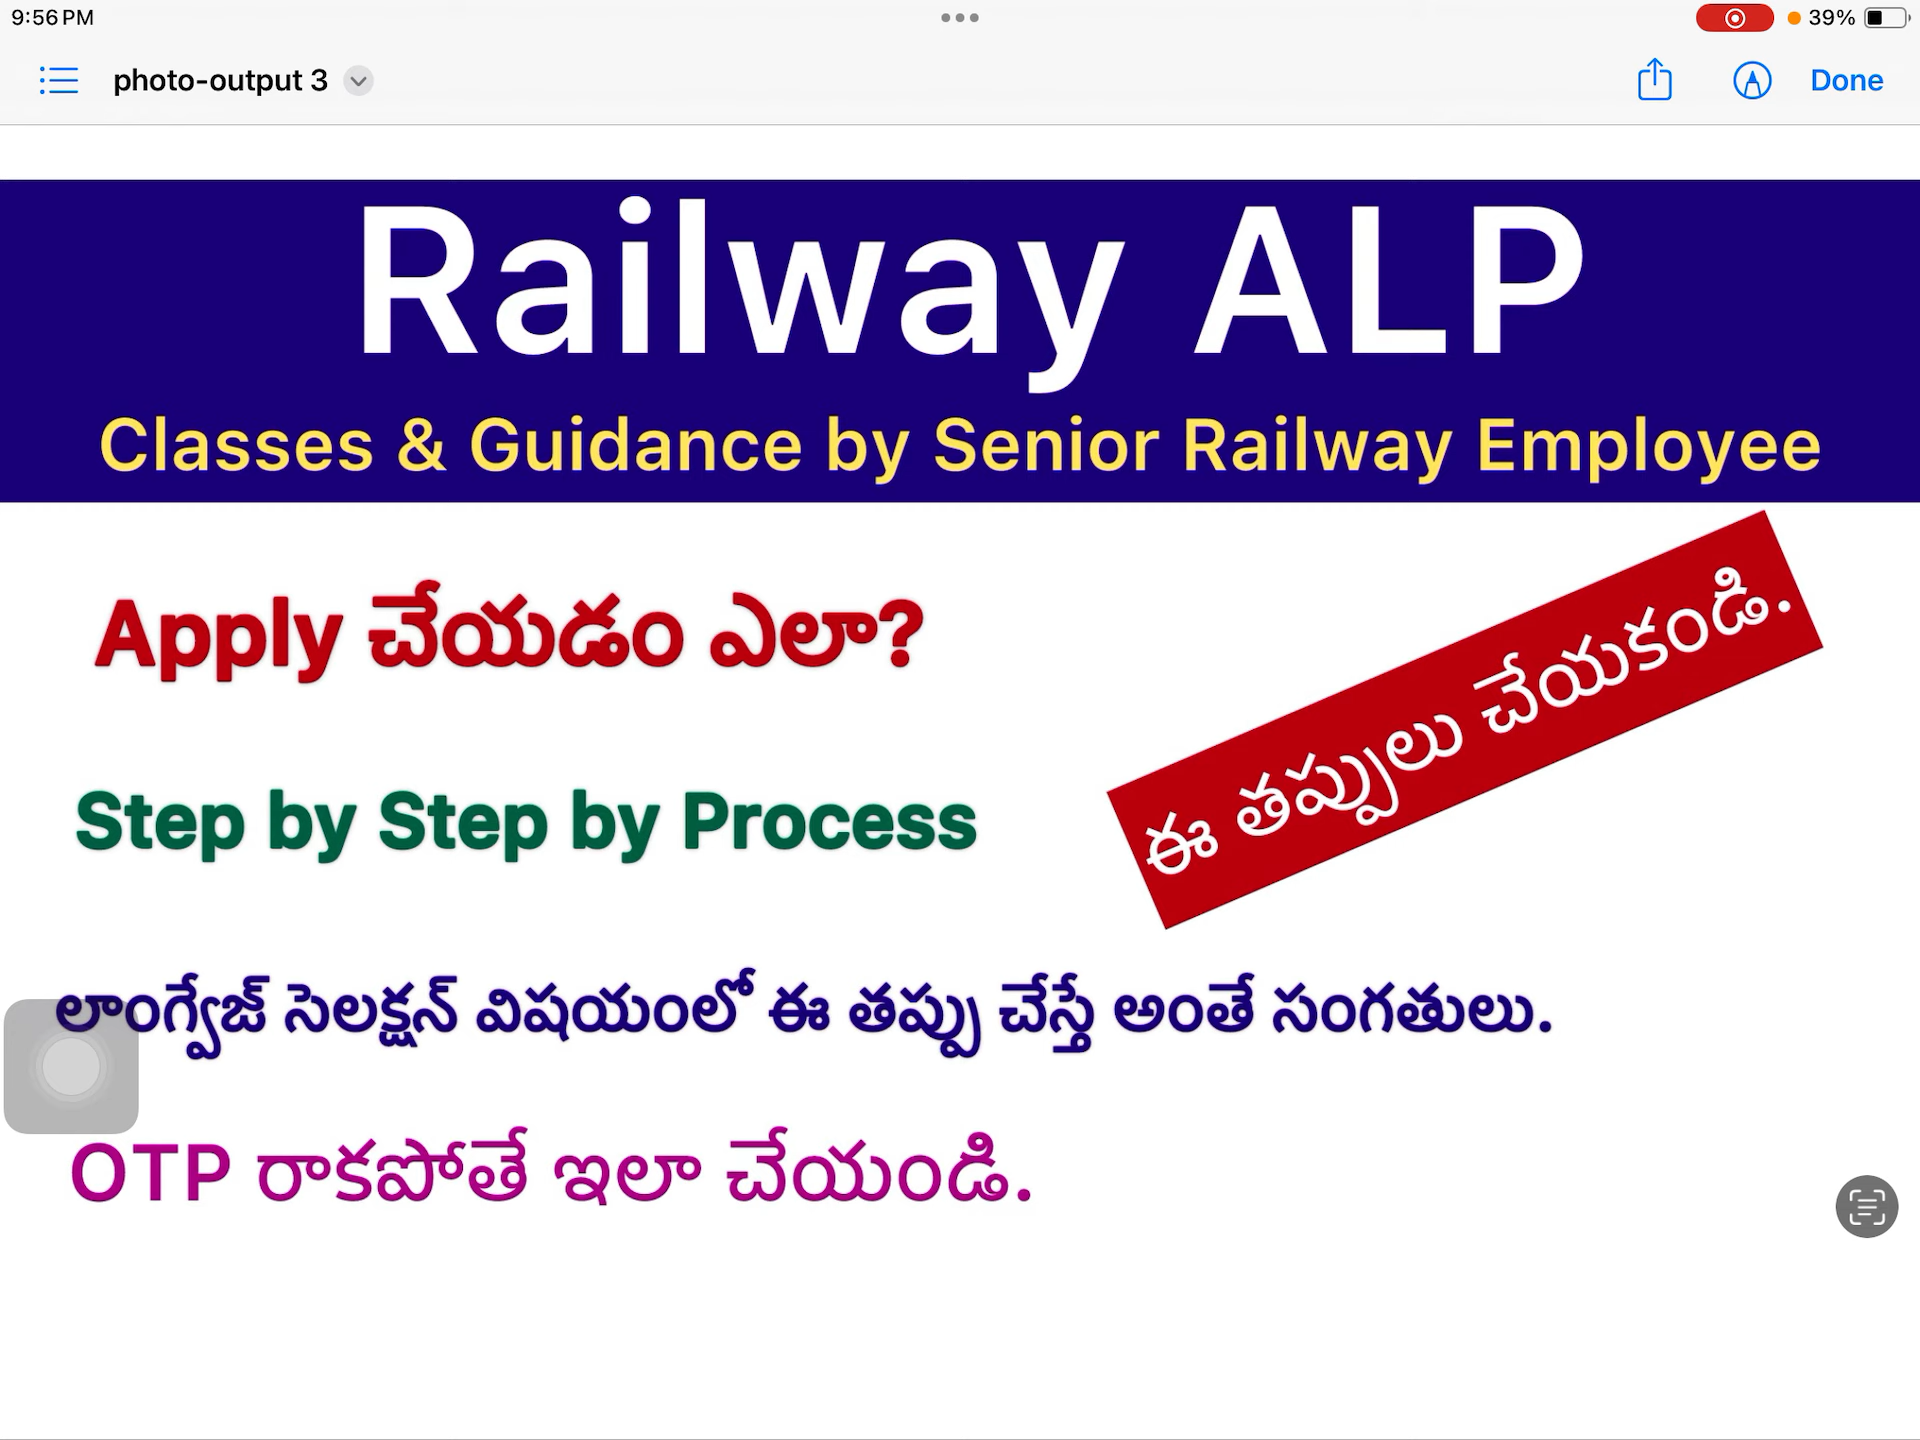 9:56 PM
39%
photo-output 3
Done
Railway ALP
Classes & Guidance by Senior Railway Employee
Apply చేయడం ఎలా?
ఈ తప్పులు చేయకండి.
Step by Step by Process
లాంగ్వేజ్ సెలక్షన్ విషయంలో ఈ తప్పు చేస్తే అంతే సంగతులు.
OTP రాకపోతే ఇలా చేయండి.